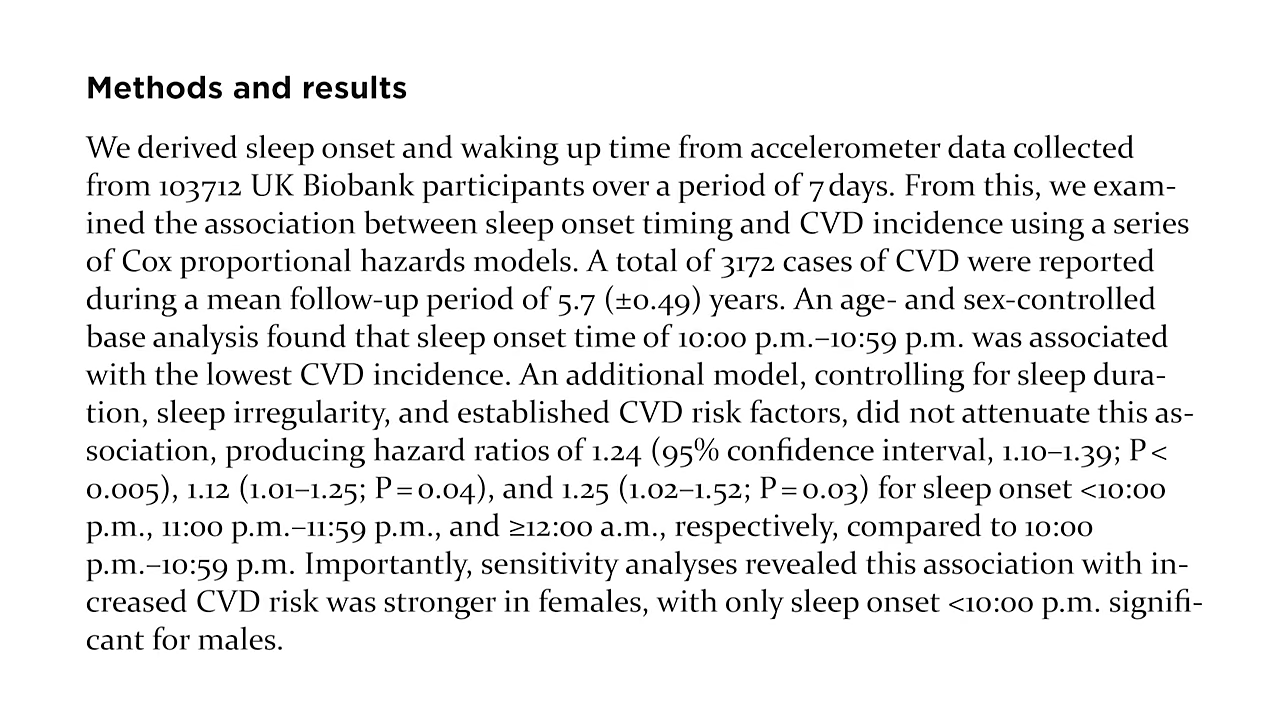 Methods and results
We derived sleep onset and waking up time from accelerometer data collected
from 103712 UK Biobank participants over a period of 7 days. From this, we exam-
ined the association between sleep onset timing and CVD incidence using a series
of Cox proportional hazards models. A total of 3172 cases of CVD were reported
during a mean follow-up period of 5.7 (±0.49) years. An age- and sex-controlled
base analysis found that sleep onset time of 10:00 p.m.–10:59 p.m. was associated
with the lowest CVD incidence. An additional model, controlling for sleep dura-
tion, sleep irregularity, and established CVD risk factors, did not attenuate this as-
sociation, producing hazard ratios of 1.24 (95% confidence interval, 1.10–1.39; P <
0.005), 1.12 (1.01–1.25; P = 0.04), and 1.25 (1.02–1.52; P = 0.03) for sleep onset <10:00
p.m., 11:00 p.m.–11:59 p.m., and ≥12:00 a.m., respectively, compared to 10:00
p.m.–10:59 p.m. Importantly, sensitivity analyses revealed this association with in-
creased CVD risk was stronger in females, with only sleep onset <10:00 p.m. signifi-
cant for males.